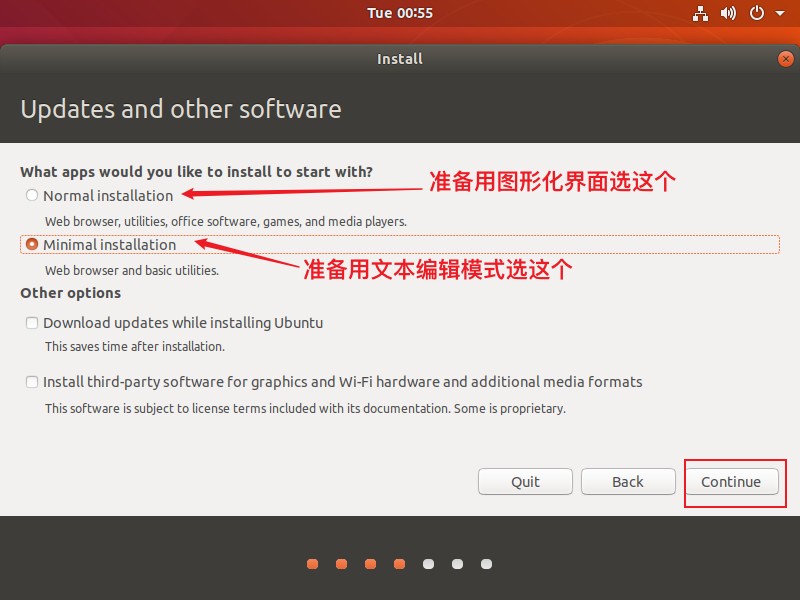 Tue 00:55
Install
Updates and other software
What apps would you like to install to start with?
Normal installation
准备用图形化界面选这个
Web browser, utilities, office software, games, and media players.
Minimal installation
Web browser and basic utilities.
准备用文本编辑模式选这个
Other options
Download updates while installing Ubuntu
This saves time after installation.
Install third-party software for graphics and Wi-Fi hardware and additional media formats
This software is subject to license terms included with its documentation. Some is proprietary.
Quit
Back
Continue